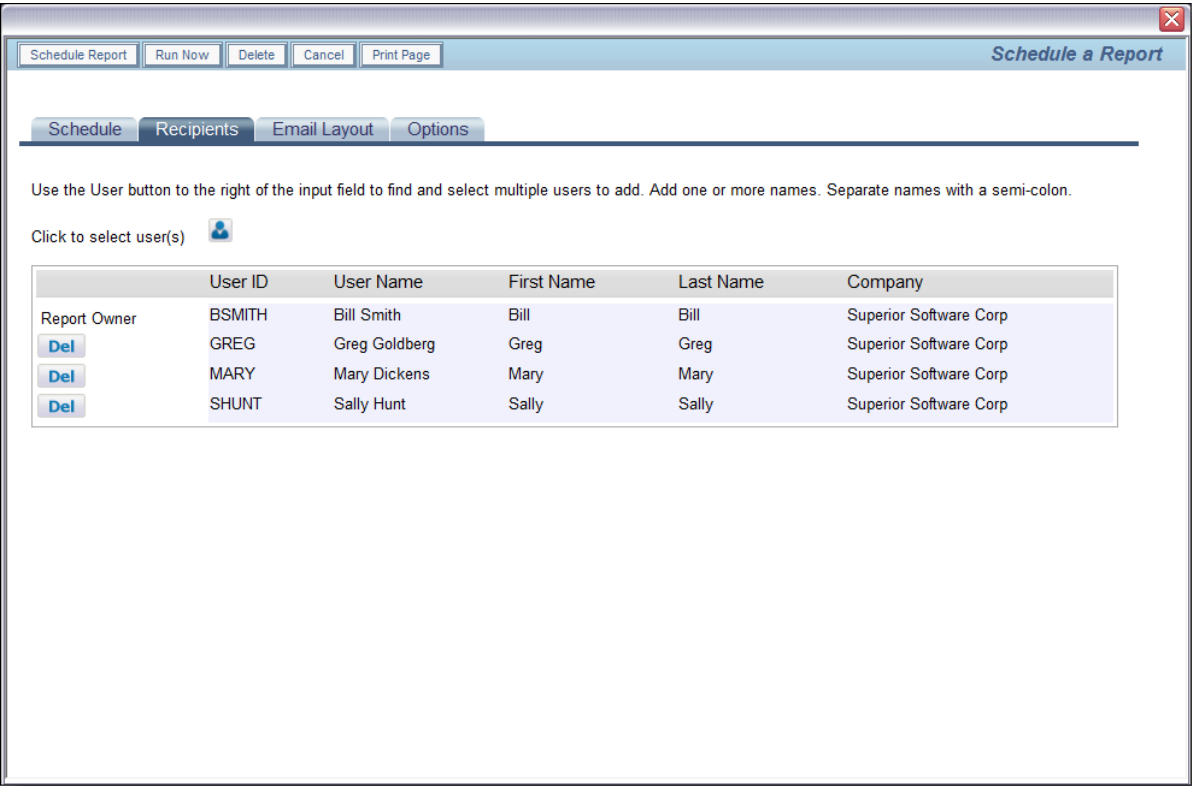 Schedule Report Run Now Delete Cancel Print Page Schedule a Report
Schedule Recipients Email Layout Options
Use the User button to the right of the input field to find and select multiple users to add. Add one or more names. Separate names with a semi-colon.
Click to select user(s)
User ID User Name First Name Last Name Company
Report Owner BSMITH Bill Smith Bill Bill Superior Software Corp
Del GREG Greg Goldberg Greg Greg Superior Software Corp
Del MARY Mary Dickens Mary Mary Superior Software Corp
Del SHUNT Sally Hunt Sally Sally Superior Software Corp